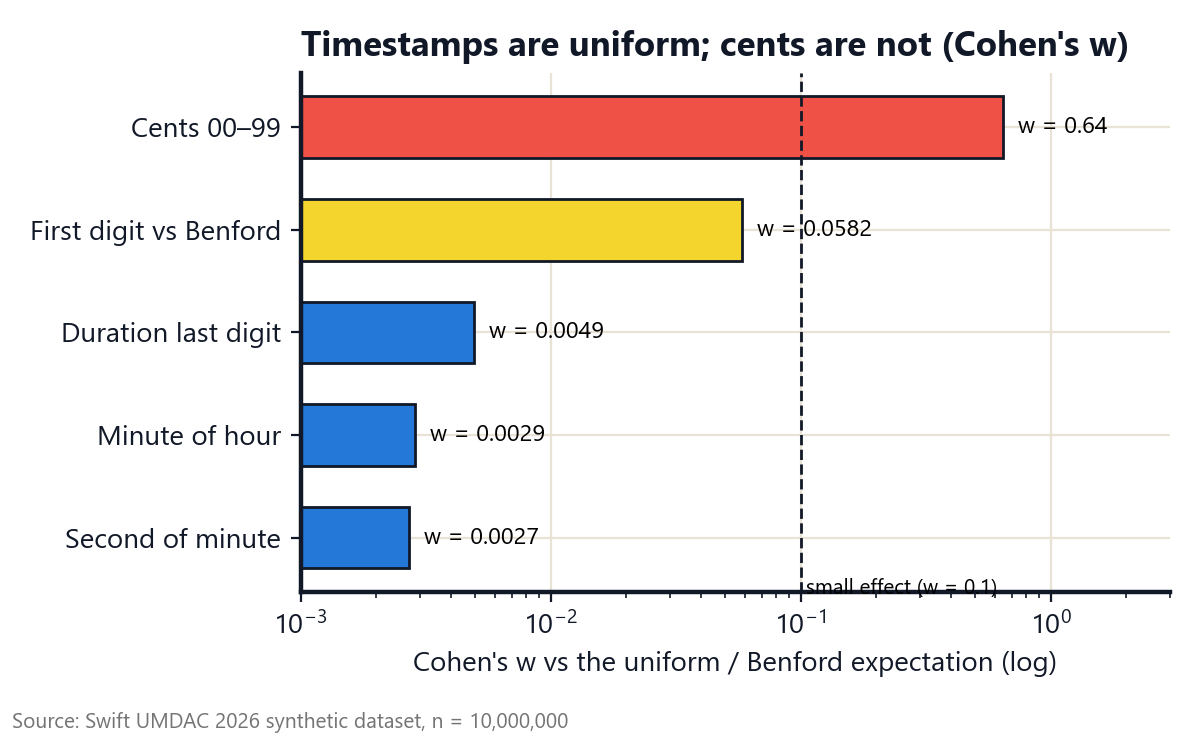 Timestamps are uniform; cents are not (Cohen's w)
Cents 00–99
w = 0.64
First digit vs Benford
w = 0.0582
Duration last digit
w = 0.0049
Minute of hour
w = 0.0029
Second of minute
w = 0.0027
small effect (w = 0.1)
10⁻³ 10⁻² 10⁻¹ 10⁰
Cohen's w vs the uniform / Benford expectation (log)
Source: Swift UMDAC 2026 synthetic dataset, n = 10,000,000